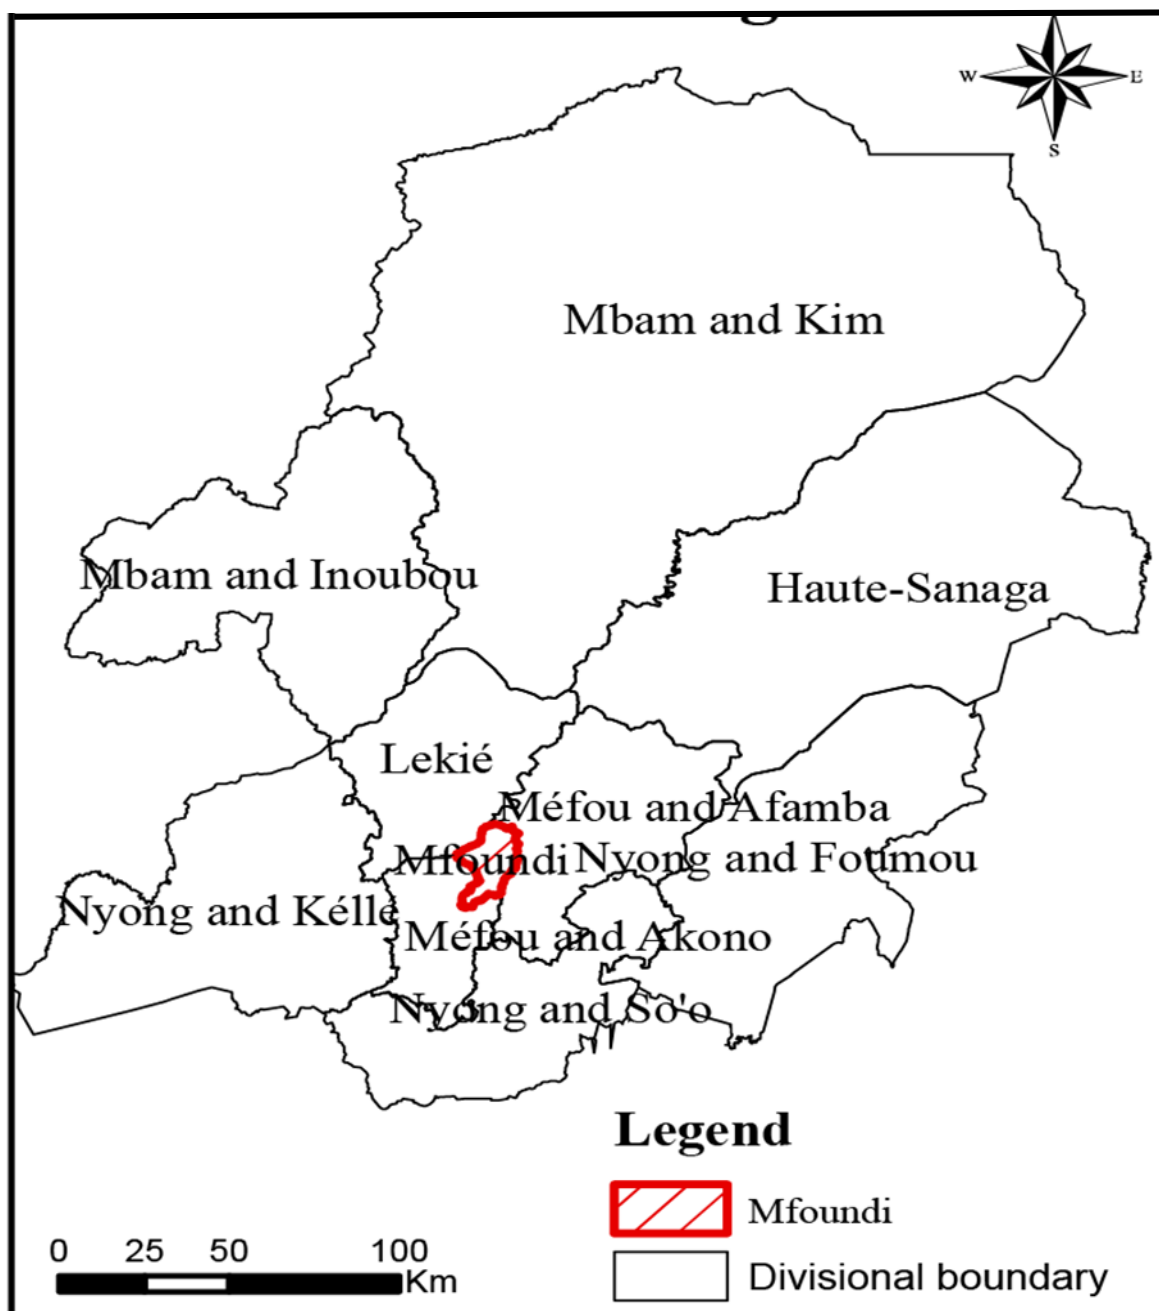 W E
S
Mbam and Kim
Mbam and Inoubou
Haute-Sanaga
Lekié
Méfou and Afamba
Mfoundi
Nyong and Foumou
Nyong and Kéllé
Méfou and Akono
Nyong and So'o
Legend
Mfoundi
Divisional boundary
0 25 50 100
Km